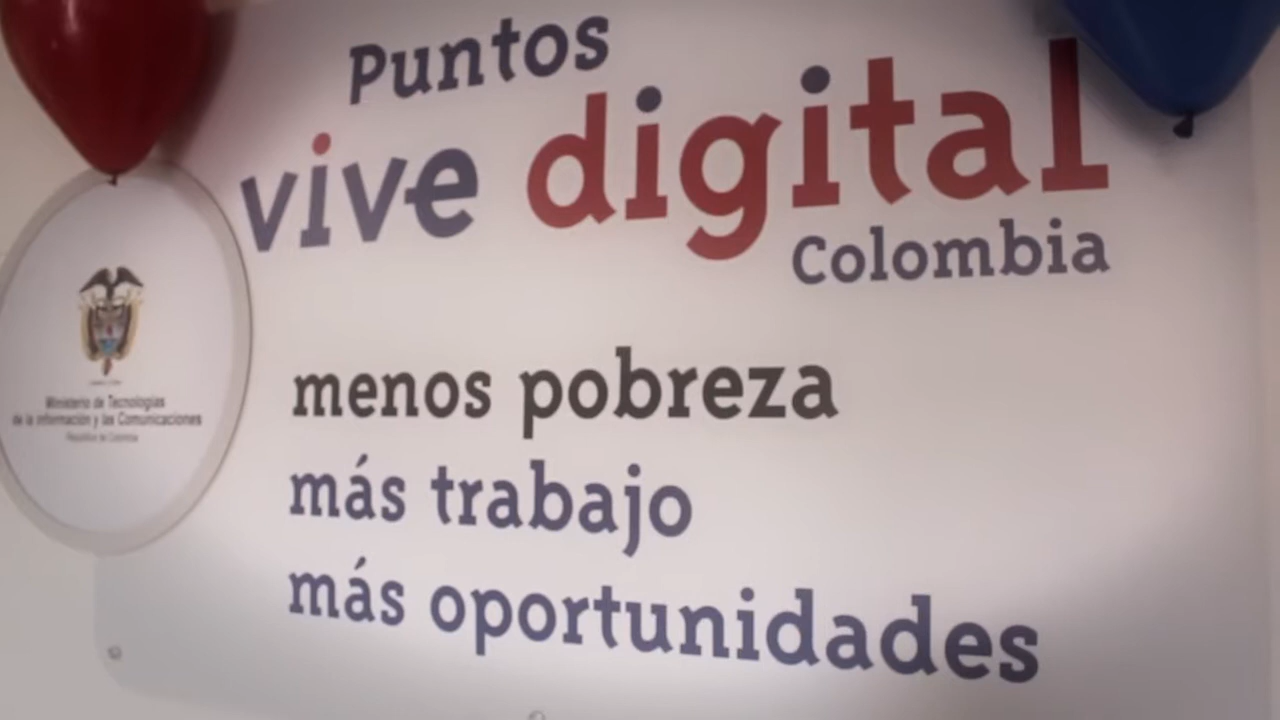 Puntos
vive digital
Colombia
menos pobreza
más trabajo
más oportunidades
Ministerio de Tecnologías
de la Información y las Comunicaciones
República de Colombia